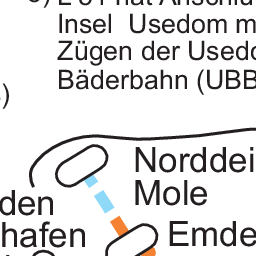 Insel Usedom m
Zügen der Usedo
Bäderbahn (UBB
Norddei
Mole
den
hafen
Emde